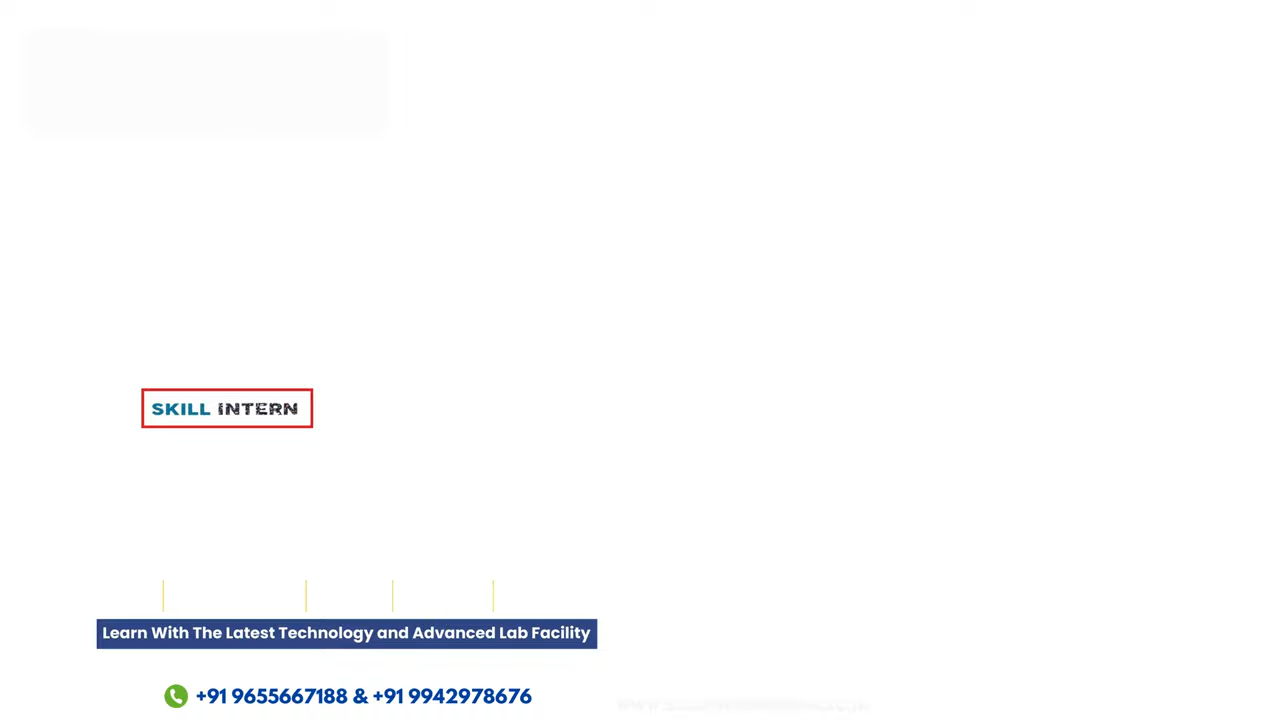 SKILL INTERN
Learn With The Latest Technology and Advanced Lab Facility
+91 9655667188 & +91 9942978676